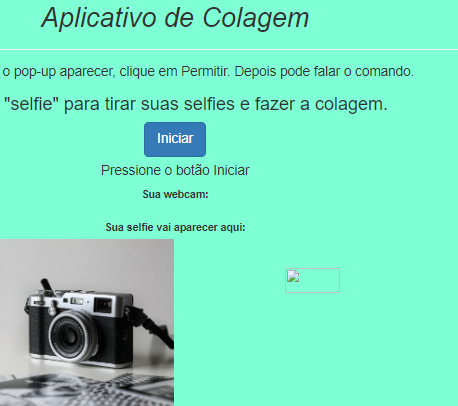 Aplicativo de Colagem
o pop-up aparecer, clique em Permitir. Depois pode falar o comando.
"selfie" para tirar suas selfies e fazer a colagem.
Iniciar
Pressione o botão Iniciar
Sua webcam:
Sua selfie vai aparecer aqui: